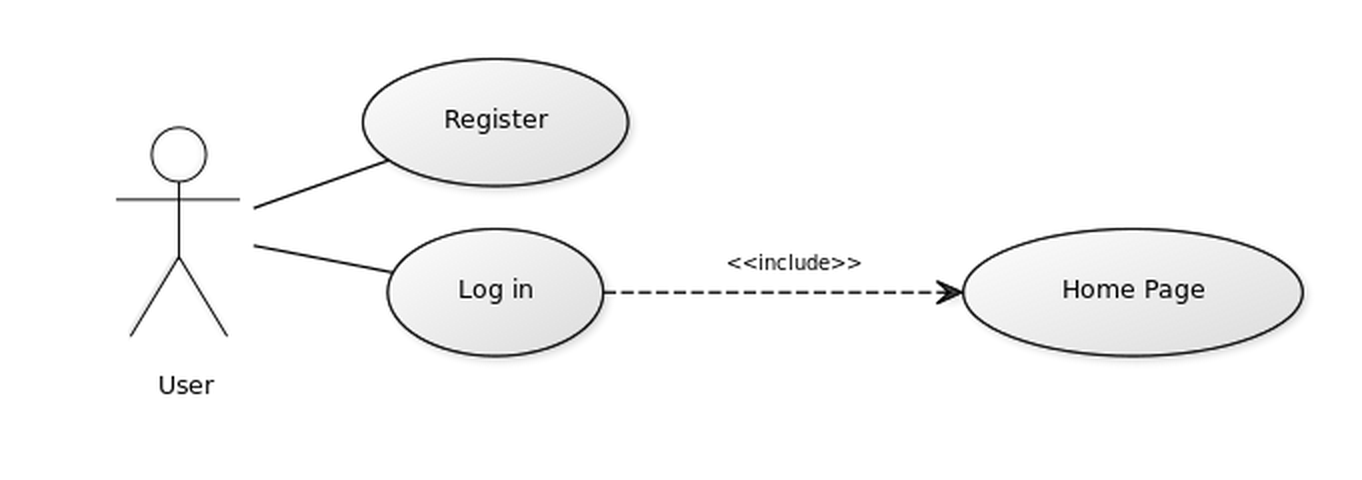 Register
Log in
<<include>>
Home Page
User